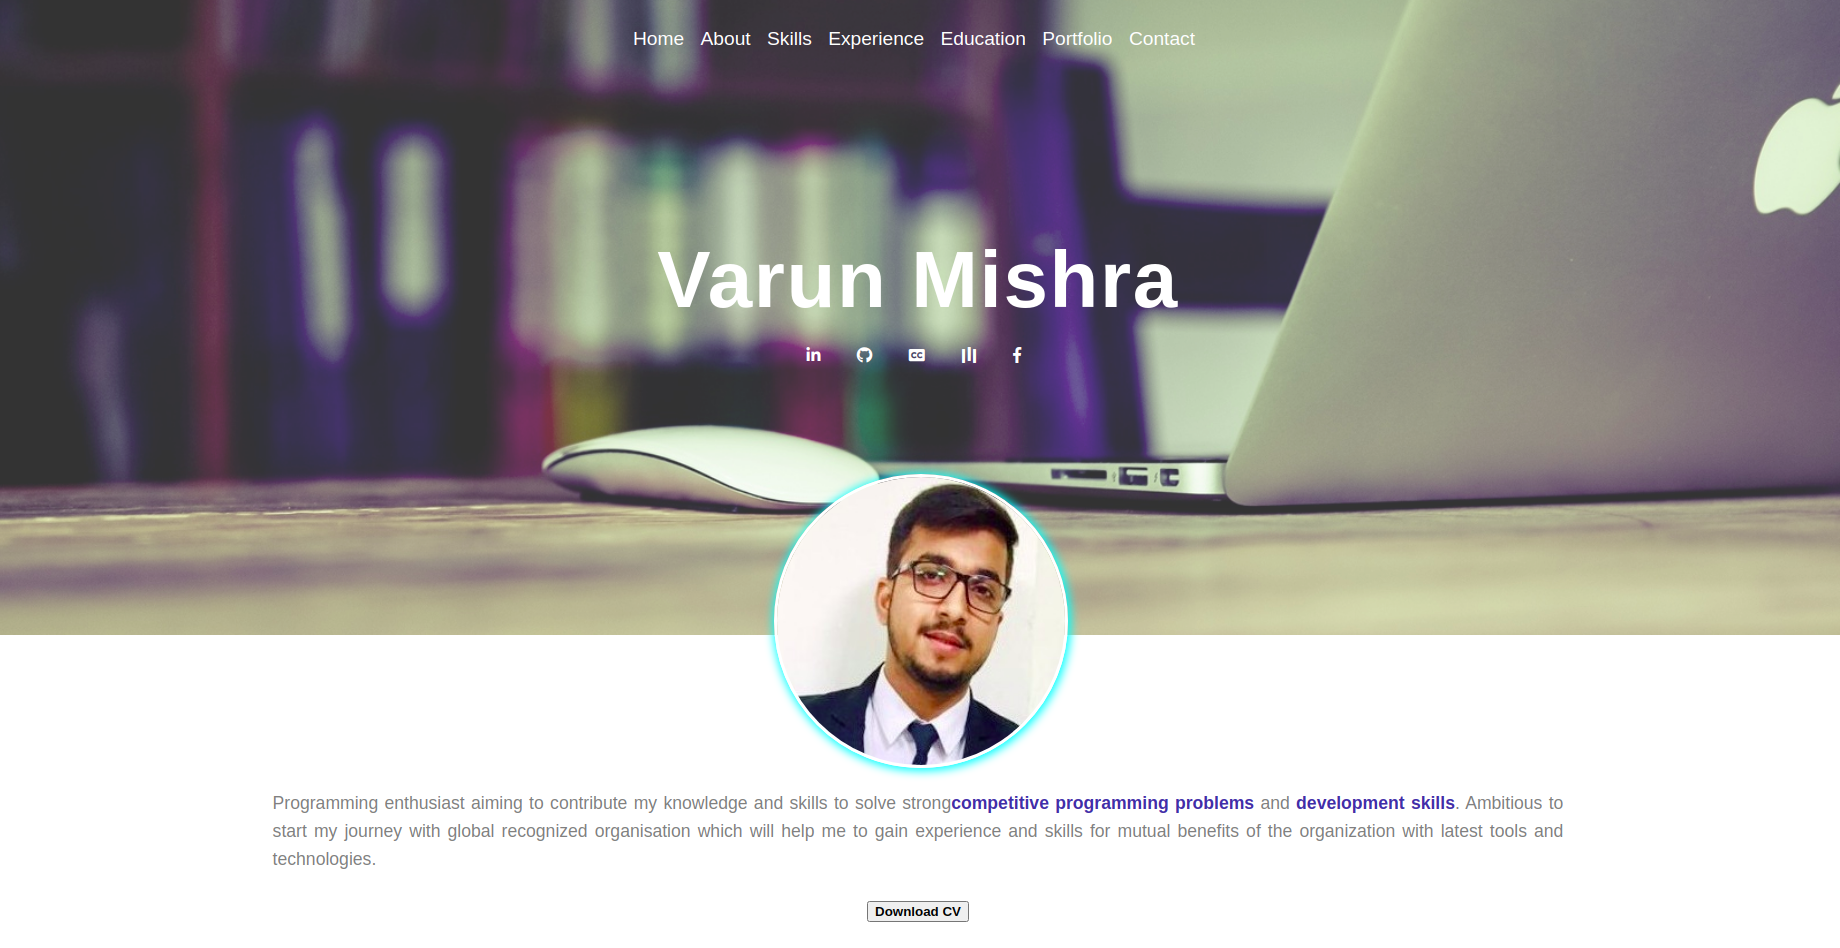 Home About Skills Experience Education Portfolio Contact
Varun Mishra
CC
Programming enthusiast aiming to contribute my knowledge and skills to solve strongcompetitive programming problems and development skills. Ambitious to
start my journey with global recognized organisation which will help me to gain experience and skills for mutual benefits of the organization with latest tools and
technologies.
Download CV